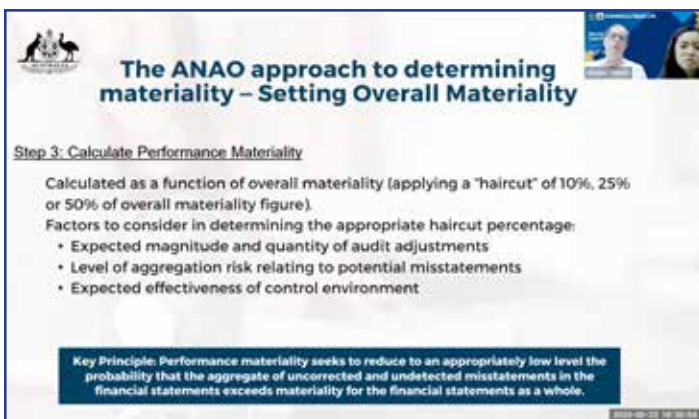 The ANAO approach to determining
materiality – Setting Overall Materiality
Step 3: Calculate Performance Materiality
Calculated as a function of overall materiality (applying a "haircut" of 10%, 25%
or 50% of overall materiality figure).
Factors to consider in determining the appropriate haircut percentage:
• Expected magnitude and quantity of audit adjustments
• Level of aggregation risk relating to potential misstatements
• Expected effectiveness of control environment
Key Principle: Performance materiality seeks to reduce to an appropriately low level the
probability that the aggregate of uncorrected and undetected misstatements in the
financial statements exceeds materiality for the financial statements as a whole.